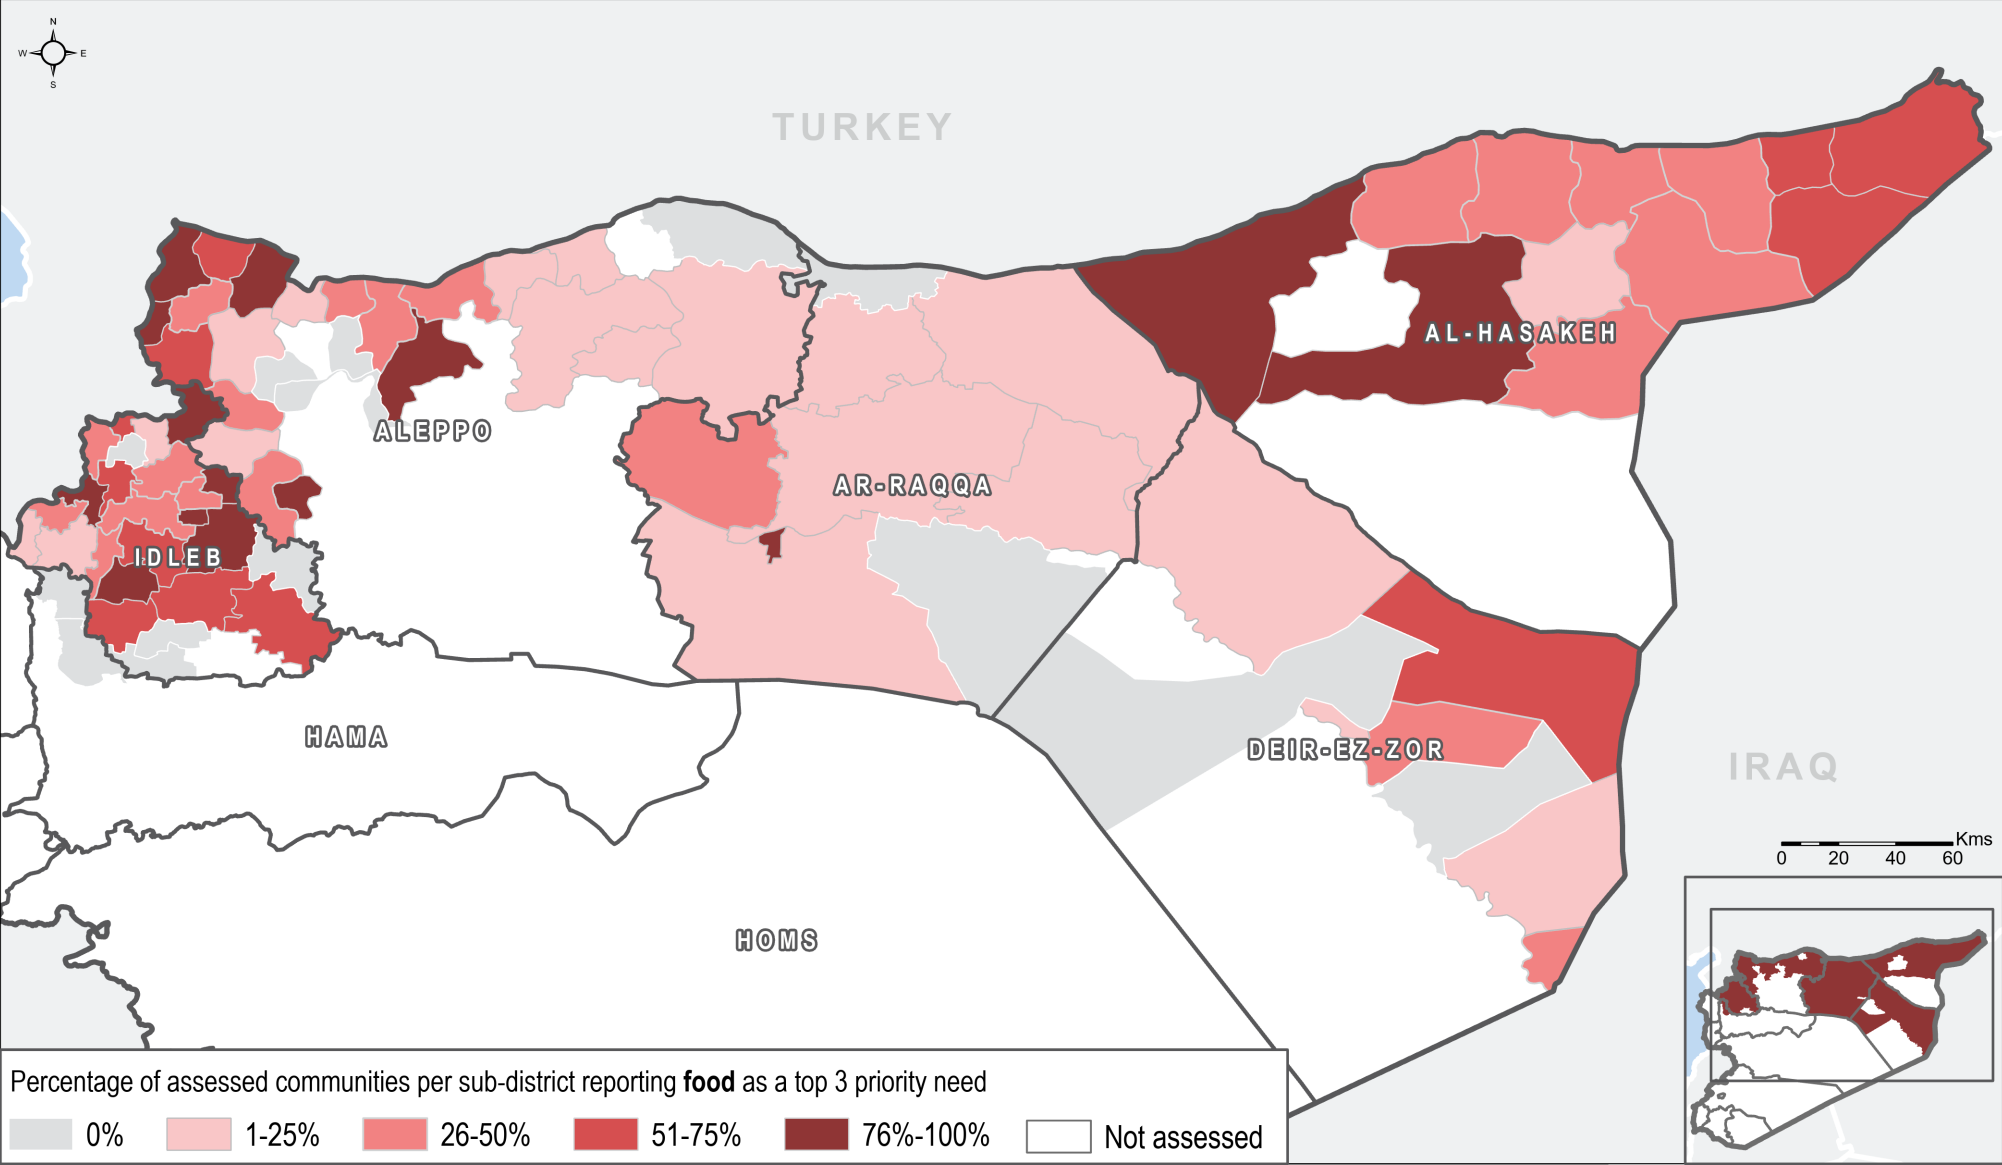 N
W E
S
TURKEY
AL-HASAKEH
ALEPPO
AR-RAQQA
IDLEB
HAMA
DEIR-EZ-ZOR
IRAQ
HOMS
Kms
0 20 40 60
Percentage of assessed communities per sub-district reporting food as a top 3 priority need
0% 1-25% 26-50% 51-75% 76%-100% Not assessed